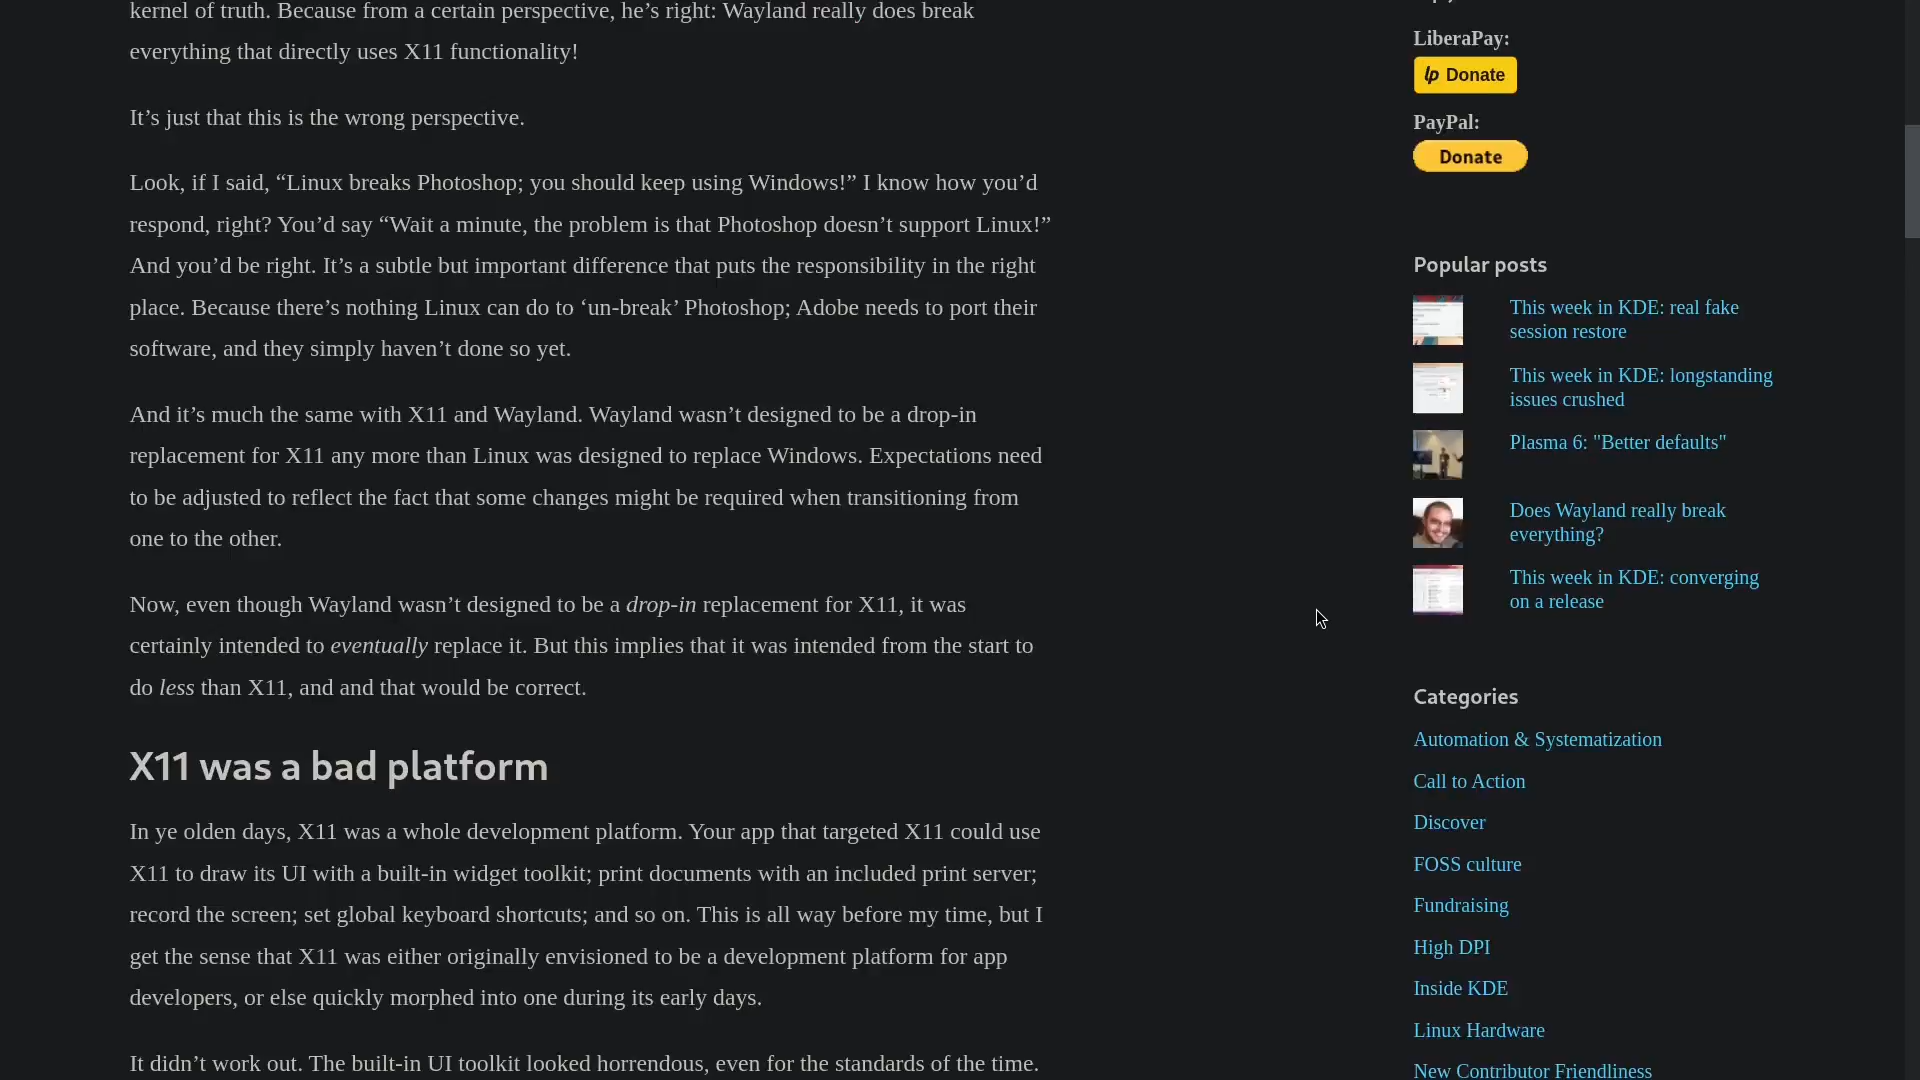 kernel of truth. Because from a certain perspective, he’s right: Wayland really does break
everything that directly uses X11 functionality!
It’s just that this is the wrong perspective.
Look, if I said, “Linux breaks Photoshop; you should keep using Windows!” I know how you’d
respond, right? You’d say “Wait a minute, the problem is that Photoshop doesn’t support Linux!”
And you’d be right. It’s a subtle but important difference that puts the responsibility in the right
place. Because there’s nothing Linux can do to ‘un-break’ Photoshop; Adobe needs to port their
software, and they simply haven’t done so yet.
And it’s much the same with X11 and Wayland. Wayland wasn’t designed to be a drop-in
replacement for X11 any more than Linux was designed to replace Windows. Expectations need
to be adjusted to reflect the fact that some changes might be required when transitioning from
one to the other.
Now, even though Wayland wasn’t designed to be a drop-in replacement for X11, it was
certainly intended to eventually replace it. But this implies that it was intended from the start to
do less than X11, and and that would be correct.
X11 was a bad platform
In ye olden days, X11 was a whole development platform. Your app that targeted X11 could use
X11 to draw its UI with a built-in widget toolkit; print documents with an included print server;
record the screen; set global keyboard shortcuts; and so on. This is all way before my time, but I
get the sense that X11 was either originally envisioned to be a development platform for app
developers, or else quickly morphed into one during its early days.
It didn’t work out. The built-in UI toolkit looked horrendous, even for the standards of the time.
LiberaPay:
lp Donate
PayPal:
Donate
Popular posts
This week in KDE: real fake
session restore
This week in KDE: longstanding
issues crushed
Plasma 6: "Better defaults"
Does Wayland really break
everything?
This week in KDE: converging
on a release
Categories
Automation & Systematization
Call to Action
Discover
FOSS culture
Fundraising
High DPI
Inside KDE
Linux Hardware
New Contributor Friendliness